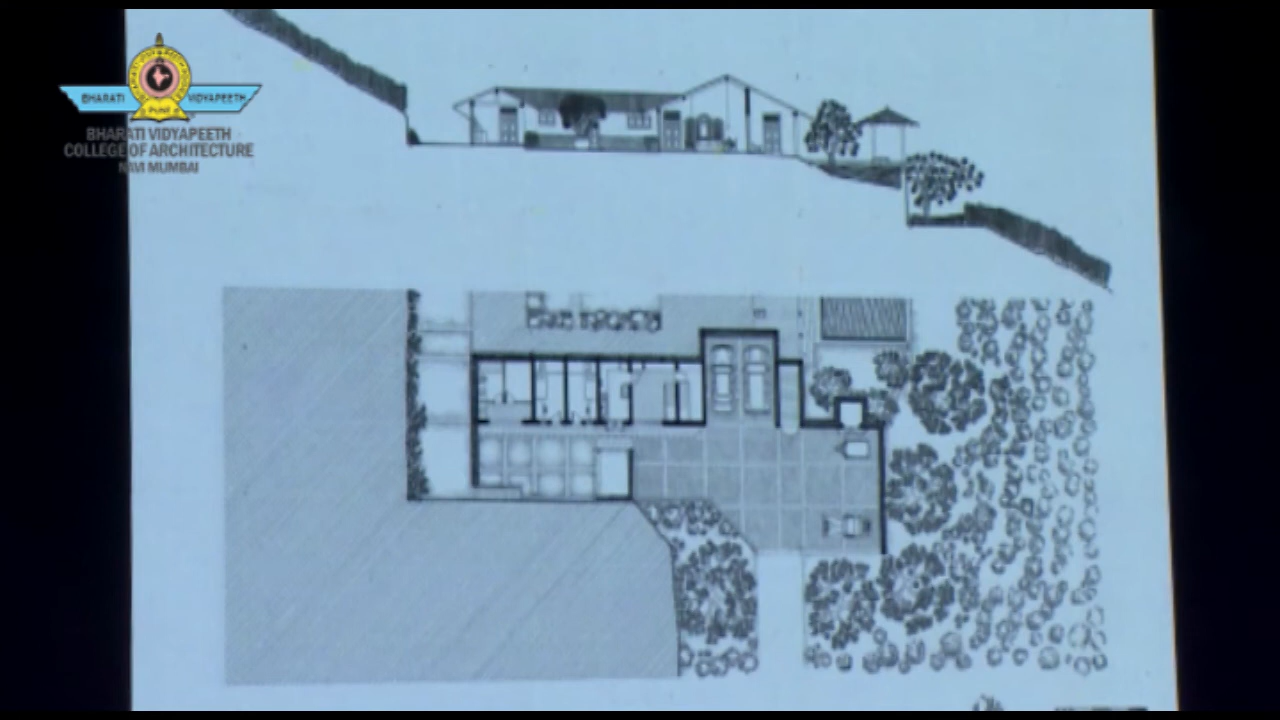 BHARATI VIDYAPEETH
PUNE
BHARATI VIDYAPEETH
COLLEGE OF ARCHITECTURE
NAVI MUMBAI